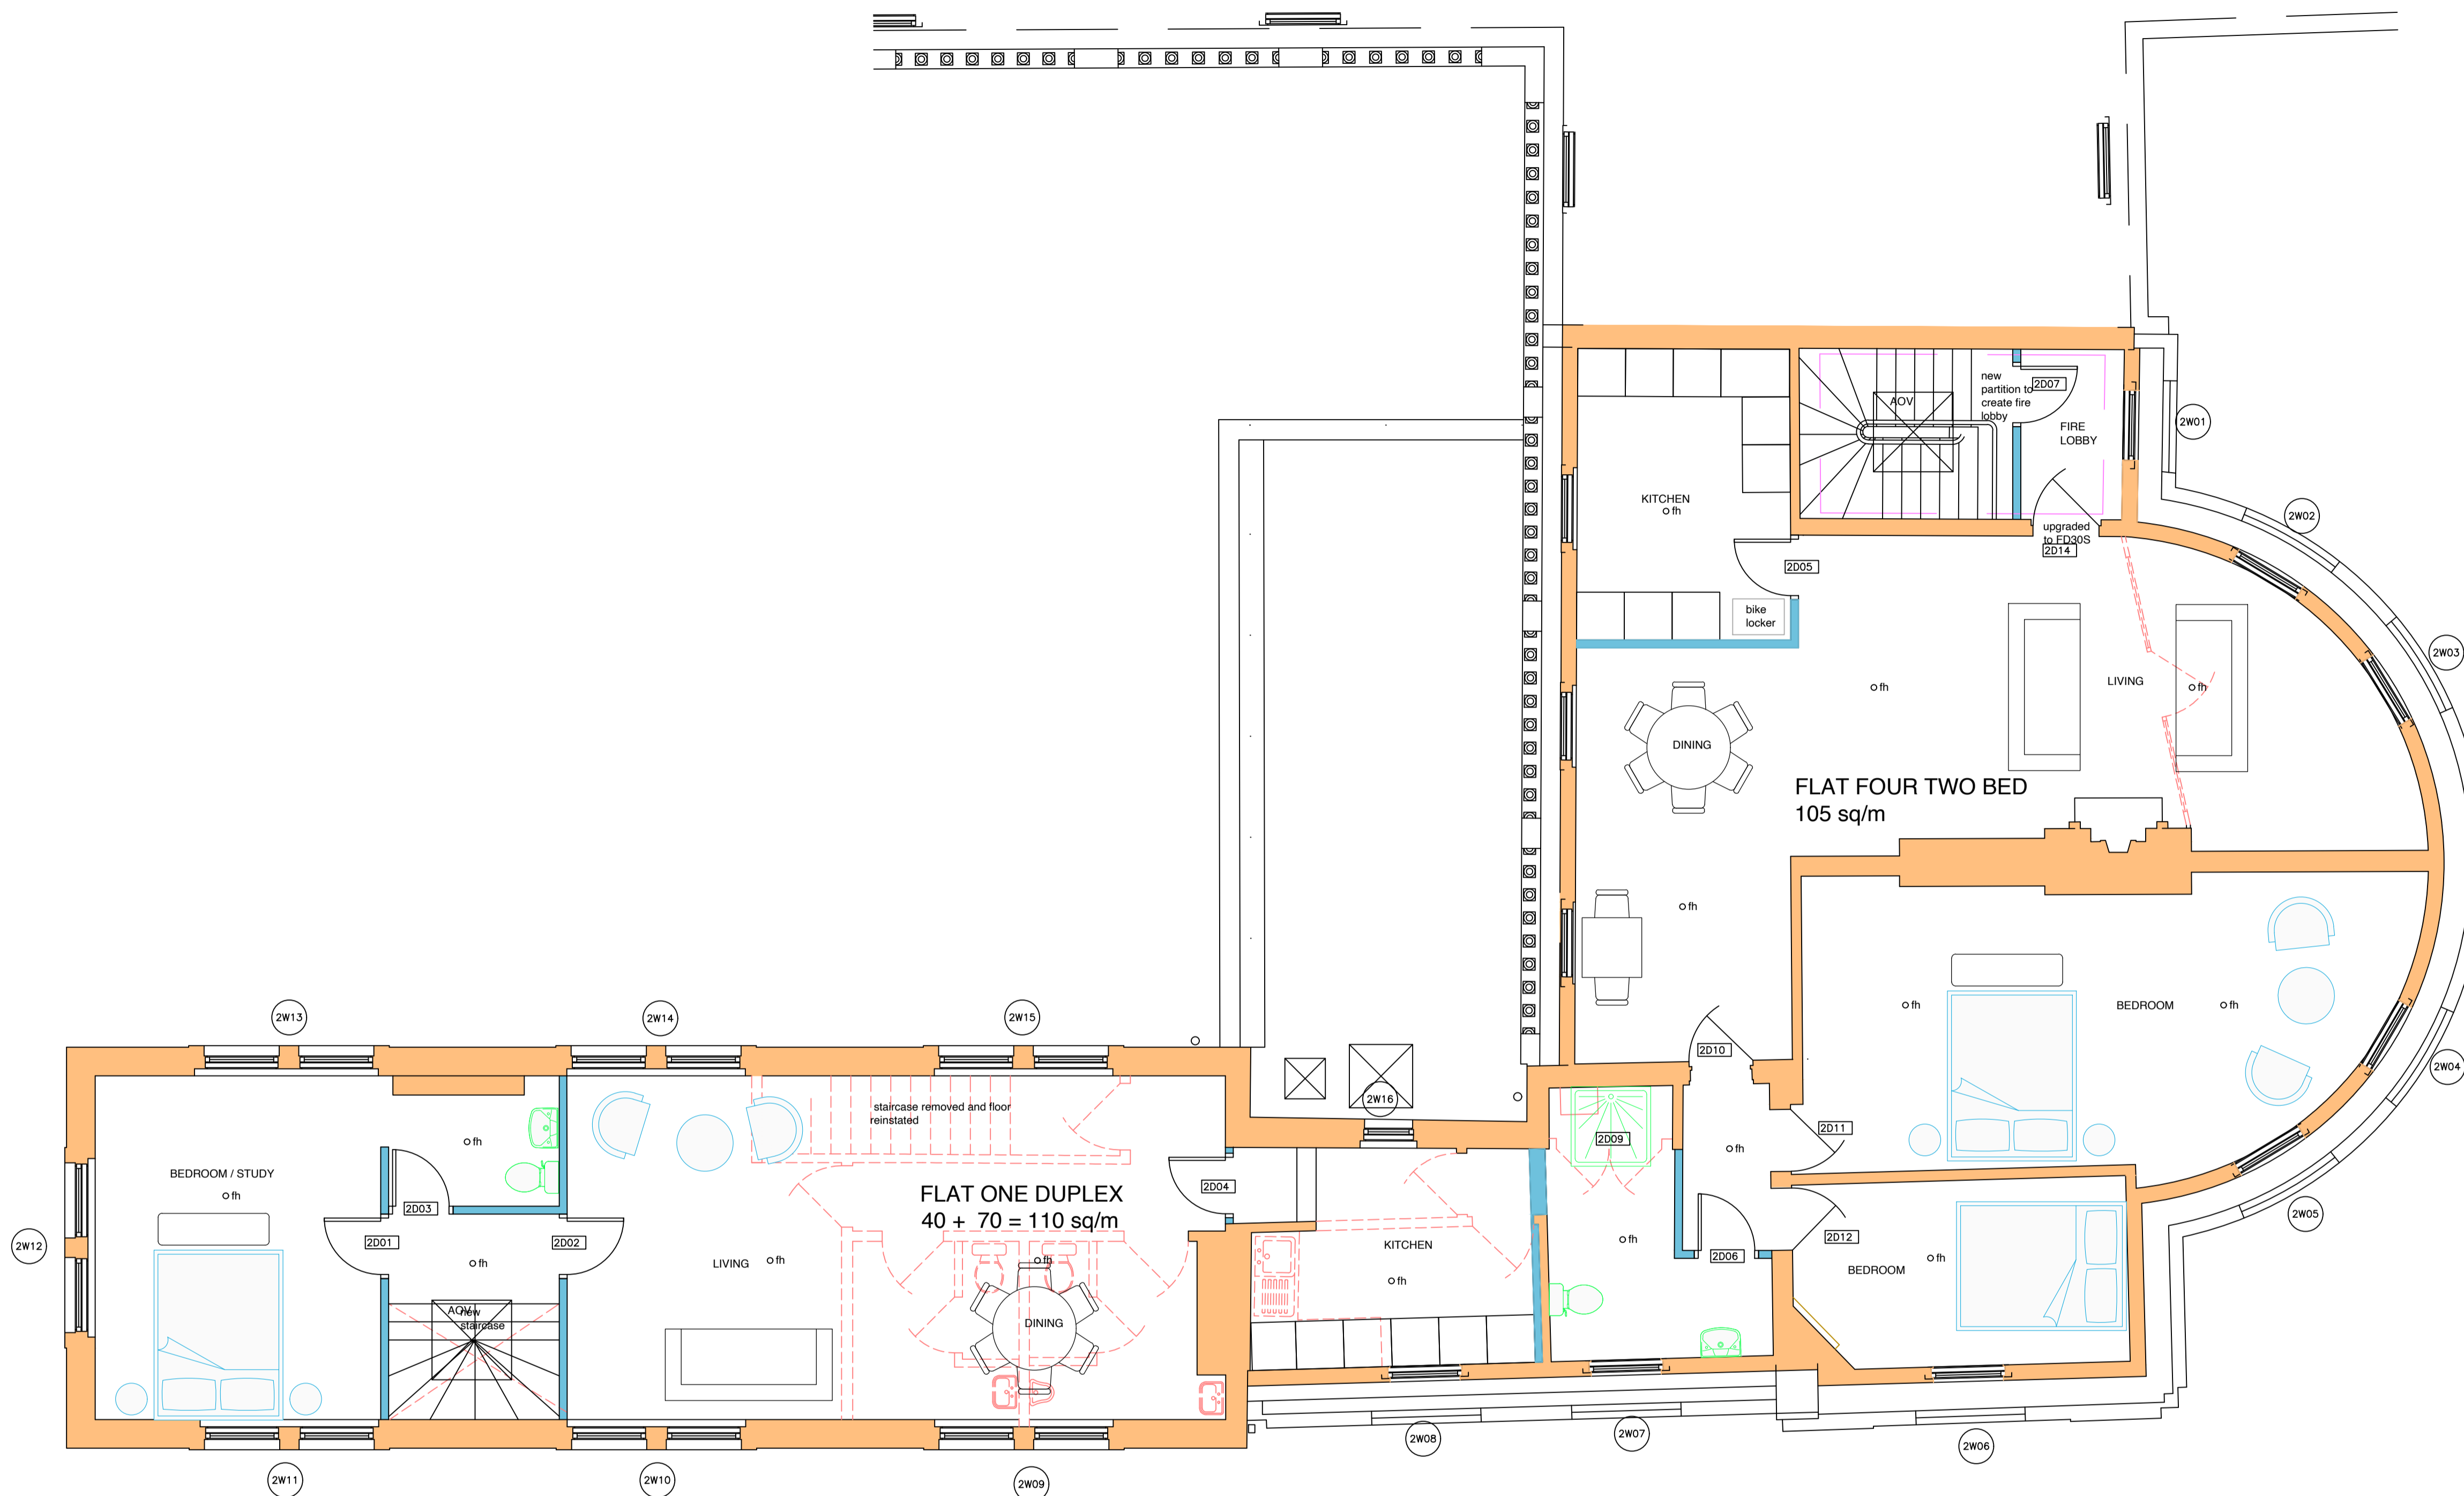 AOV
new
partition to
create fire
lobby
2D07
FIRE
LOBBY
2W01
KITCHEN
fh
2W02
upgraded
to FD30S
2D14
2D05
bike
locker
2W03
fh
LIVING
fh
DINING
FLAT FOUR TWO BED
105 sq/m
fh
fh
BEDROOM
fh
2W13
2W14
2W15
2D10
2W04
2W16
staircase removed and floor
reinstated
2D09
2D11
fh
fh
BEDROOM / STUDY
fh
2D03
2D04
FLAT ONE DUPLEX
40 + 70 = 110 sq/m
2W05
2W12
2D01
2D02
fh
LIVING
fh
fh
KITCHEN
fh
fh
2D06
2D12
BEDROOM
fh
AOV
new
staircase
DINING
2W11
2W10
2W09
2W08
2W07
2W06